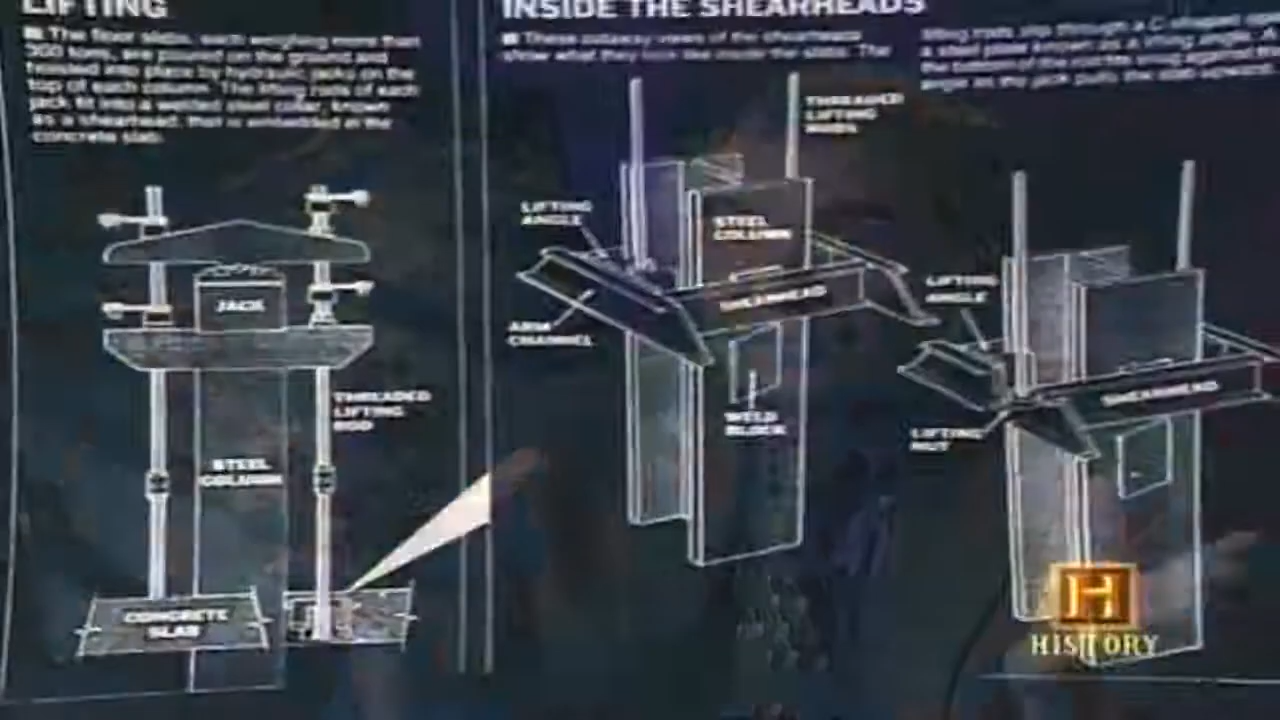 LIFTING
The floor slabs, each weighing more than
300 tons, are poured on the ground and
hoisted into place by hydraulic jacks on the
top of each column. The lifting rods of each
jack fit into a welded steel collar, known
as a shearhead, that is embedded in the
concrete slab.
JACK
THREADED
LIFTING
ROD
STEEL
COLUMN
CONCRETE
SLAB
INSIDE THE SHEARHEADS
These cutaway views of the shearheads
show what they look like inside the slabs. The
lifting rods slip through a C-shaped
a steel plate known as a lifting angle. A
the bottom of the
angle as the jack pulls the slab upward.
THREADED
LIFTING
RODS
LIFTING
ANGLE
STEEL
COLUMN
SHEARHEAD
ARM
CHANNEL
WELD
BLOCK
LIFTING
ANGLE
SHEARHEAD
LIFTING
NUT
H
HISTORY